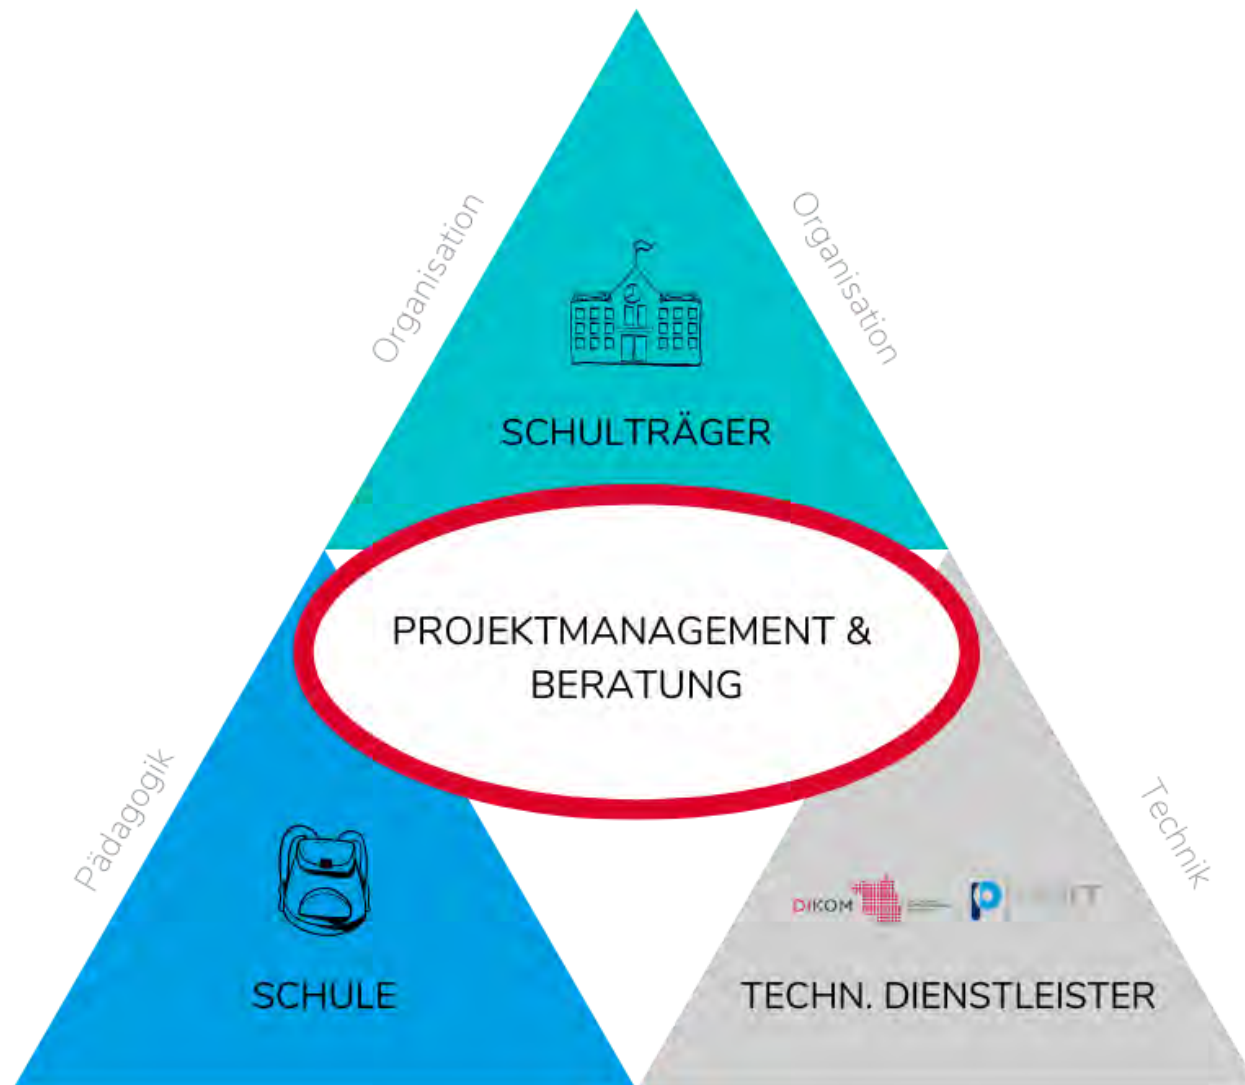 Organisation
Organisation
SCHULTRÄGER
PROJEKTMANAGEMENT &
BERATUNG
Pädagogik
Technik
DIKOM
SCHULE
TECHN. DIENSTLEISTER